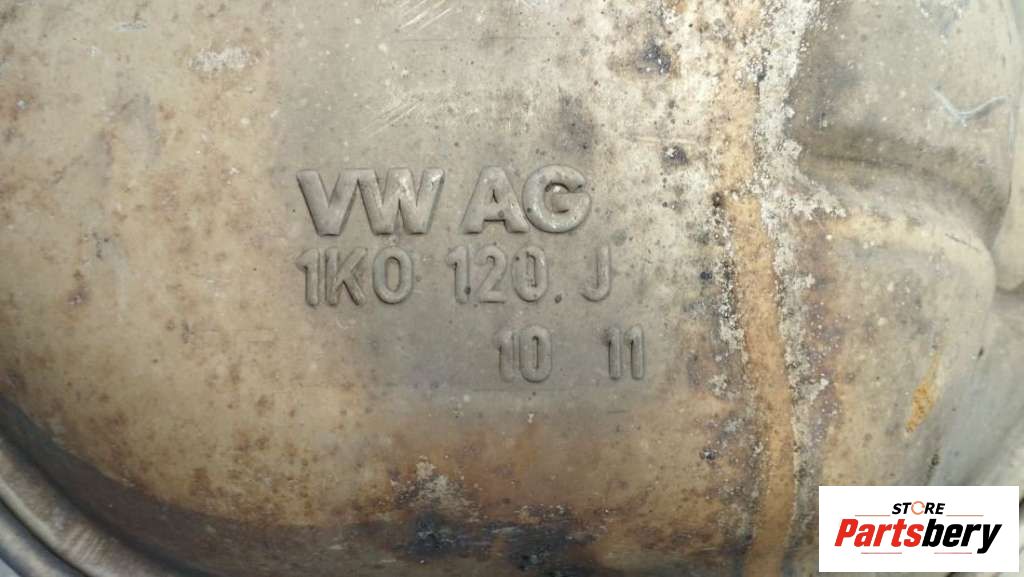 VW AG
1K0 120. J
10 11
STORE
Partsbery